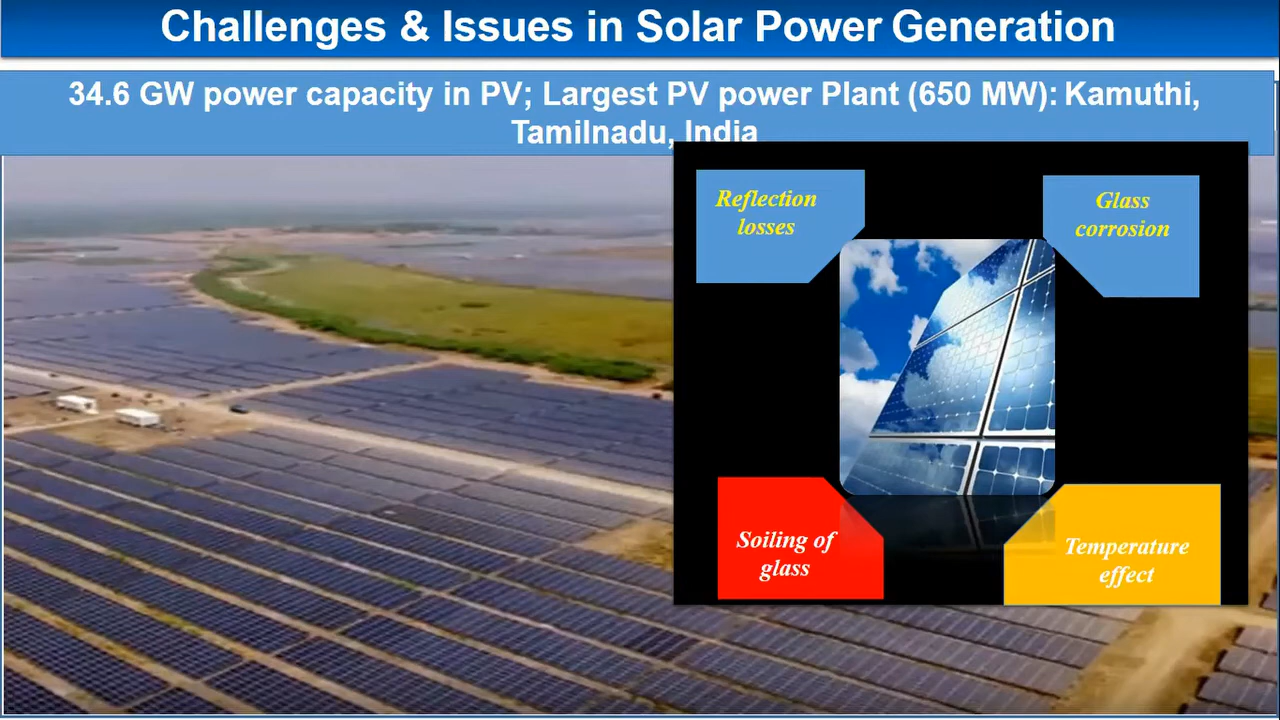 Challenges & Issues in Solar Power Generation
34.6 GW power capacity in PV; Largest PV power Plant (650 MW): Kamuthi,
Tamilnadu, India
Reflection
losses
Glass
corrosion
Soiling of
glass
Temperature
effect